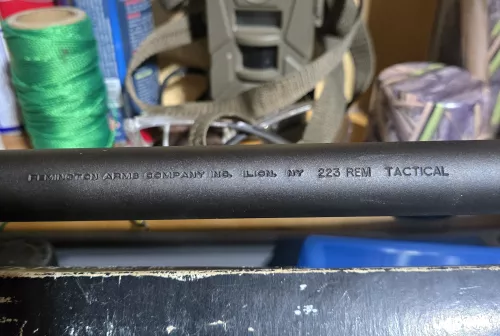 REMINGTON ARMS COMPANY INC. ILION, NY 223 REM TACTICAL